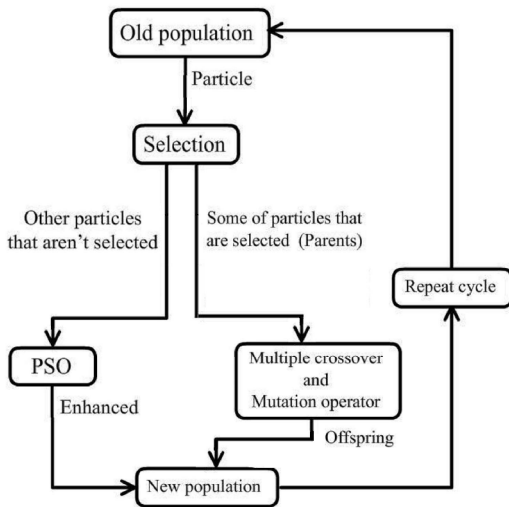 Old population
Particle
Selection
Other particles
that aren't selected
Some of particles that
are selected (Parents)
Repeat cycle
PSO
Multiple crossover
and
Mutation operator
Enhanced
Offspring
New population